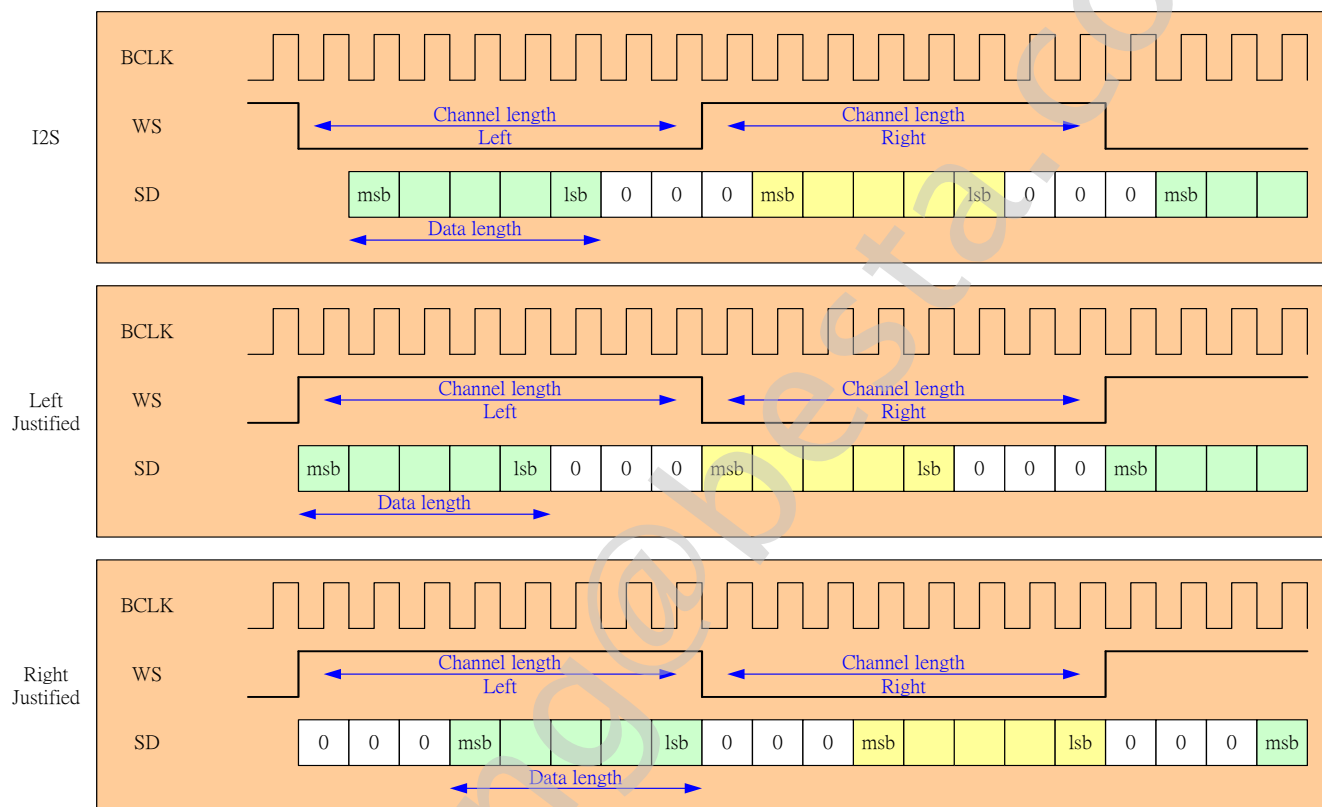 BCLK
I2S
WS
Channel length
Left
Channel length
Right
SD
msb lsb 0 0 0 msb lsb 0 0 0 msb
Data length
BCLK
Left
Justified
WS
Channel length
Left
Channel length
Right
SD
msb lsb 0 0 0 msb lsb 0 0 0 msb
Data length
BCLK
Right
Justified
WS
Channel length
Left
Channel length
Right
SD
0 0 0 msb lsb 0 0 0 msb lsb 0 0 0 msb
Data length
ng@besta.co